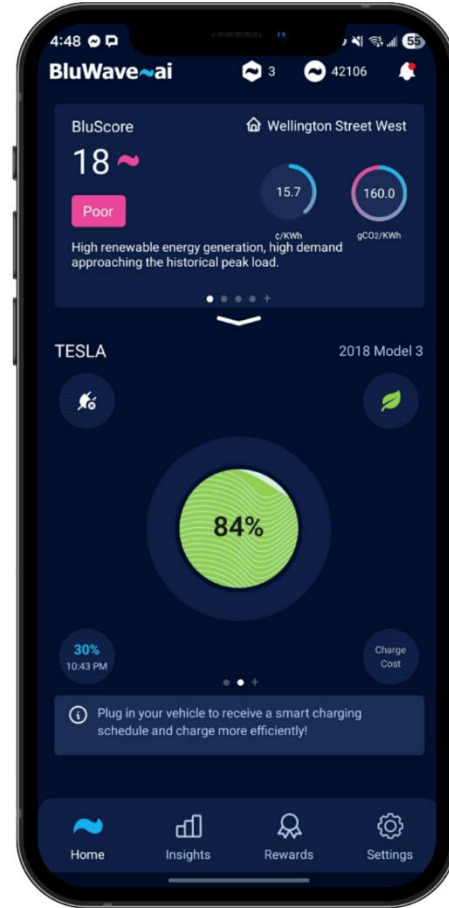 4:48
55
BluWave~ai
3
42106
BluScore
Wellington Street West
18
Poor
15.7
¢/KWh
160.0
gCO2/KWh
High renewable energy generation, high demand
approaching the historical peak load.
TESLA
2018 Model 3
84%
30%
10:43 PM
Charge
Cost
Plug in your vehicle to receive a smart charging
schedule and charge more efficiently!
Home
Insights
Rewards
Settings